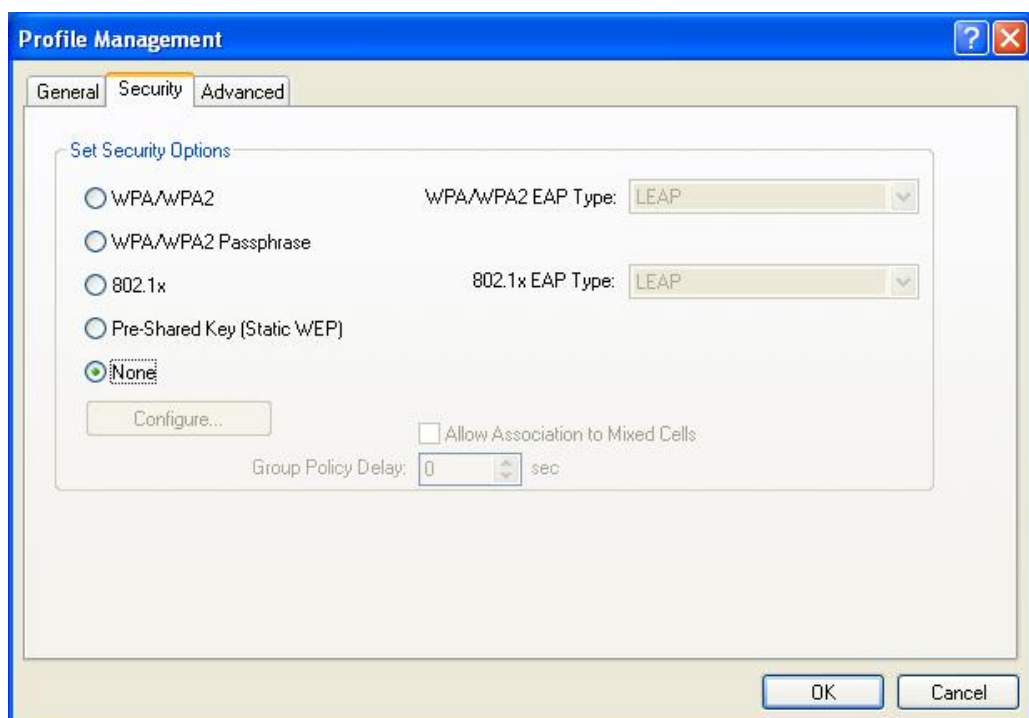 Profile Management
General Security Advanced
Set Security Options
WPA/WPA2 WPA/WPA2 EAP Type: LEAP
WPA/WPA2 Passphrase
802.1x 802.1x EAP Type: LEAP
Pre-Shared Key (Static WEP)
None
Configure...
Allow Association to Mixed Cells
Group Policy Delay: 0 sec
OK Cancel